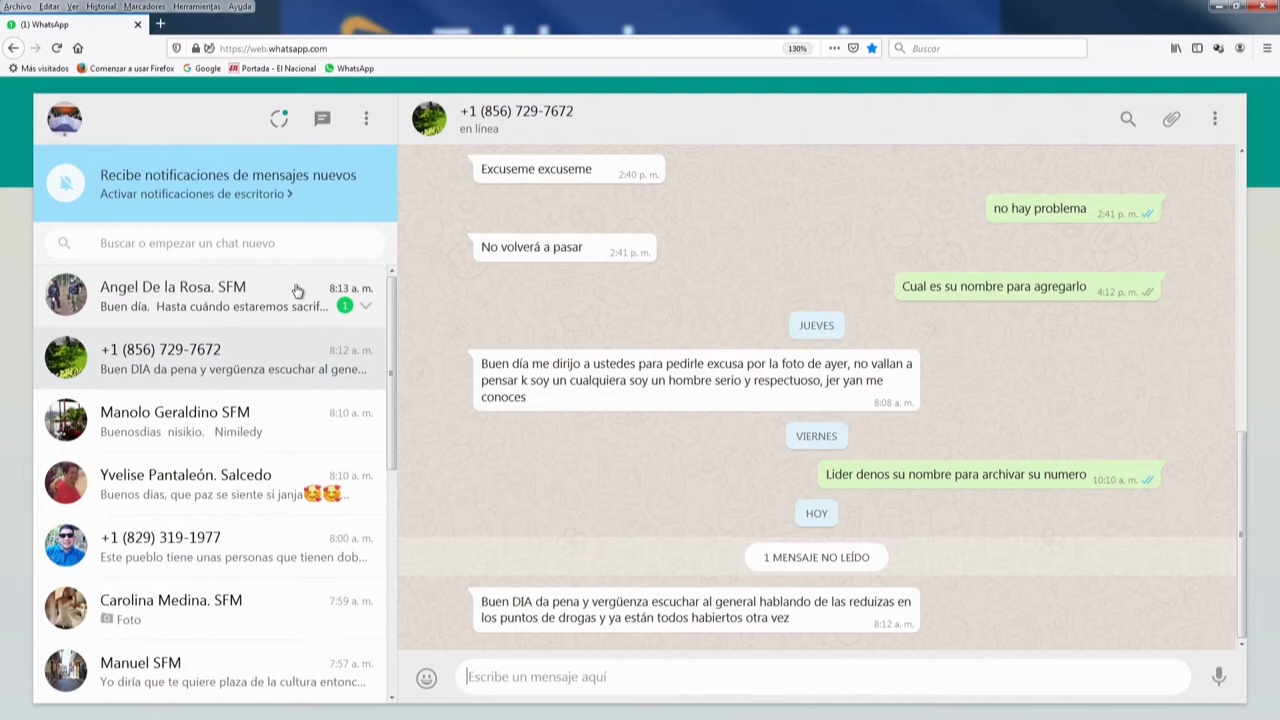 Archivo Editar Ver Historial Marcadores Herramientas Ayuda
(1) WhatsApp
https://web.whatsapp.com
130%
Buscar
Más visitados
Comenzar a usar Firefox
Google
Portada - El Nacional
WhatsApp
Recibe notificaciones de mensajes nuevos
Activar notificaciones de escritorio >
Buscar o empezar un chat nuevo
Angel De la Rosa. SFM 8:13 a. m.
Buen día. Hasta cuándo estaremos sacrif... 1
+1 (856) 729-7672 8:12 a. m.
Buen DIA da pena y vergüenza escuchar al gene...
Manolo Geraldino SFM 8:10 a. m.
Buenosdias nisikio. Nimiledy
Yvelise Pantaleón. Salcedo 8:10 a. m.
Buenos dias, que paz se siente si janja🥰🥰...
+1 (829) 319-1977 8:00 a. m.
Este pueblo tiene unas personas que tienen dob...
Carolina Medina. SFM 7:59 a. m.
Foto
Manuel SFM 7:57 a. m.
Yo diría que te quiere plaza de la cultura entonc...
+1 (856) 729-7672
en línea
Excuseme excuseme 2:40 p. m.
no hay problema 2:41 p. m.
No volverá a pasar 2:41 p. m.
Cual es su nombre para agregarlo 4:12 p. m.
JUEVES
Buen día me dirijo a ustedes para pedirle excusa por la foto de ayer, no vallan a
pensar k soy un cualquiera soy un hombre serio y respectuoso, jer yan me
conoces 8:08 a. m.
VIERNES
Lider denos su nombre para archivar su numero 10:10 a. m.
HOY
1 MENSAJE NO LEÍDO
Buen DIA da pena y vergüenza escuchar al general hablando de las reduizas en
los puntos de drogas y ya están todos habiertos otra vez 8:12 a. m.
Escribe un mensaje aquí